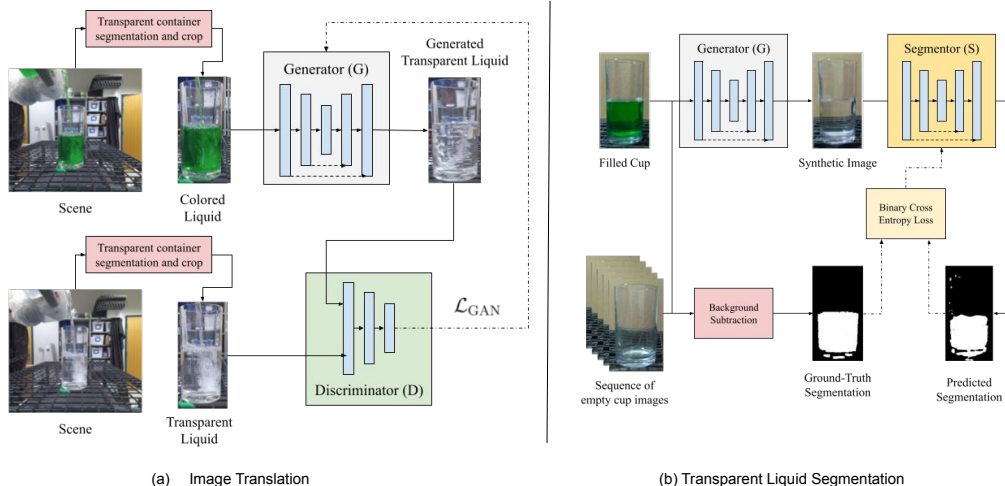 Transparent container
segmentation and crop
Generated
Transparent Liquid
Generator (G)
Scene
Colored
Liquid
Transparent container
segmentation and crop
ℒGAN
Discriminator (D)
Scene
Transparent
Liquid
(a) Image Translation
Generator (G)
Segmentor (S)
Filled Cup
Synthetic Image
Binary Cross
Entropy Loss
Background
Subtraction
Sequence of
empty cup images
Ground-Truth
Segmentation
Predicted
Segmentation
(b) Transparent Liquid Segmentation